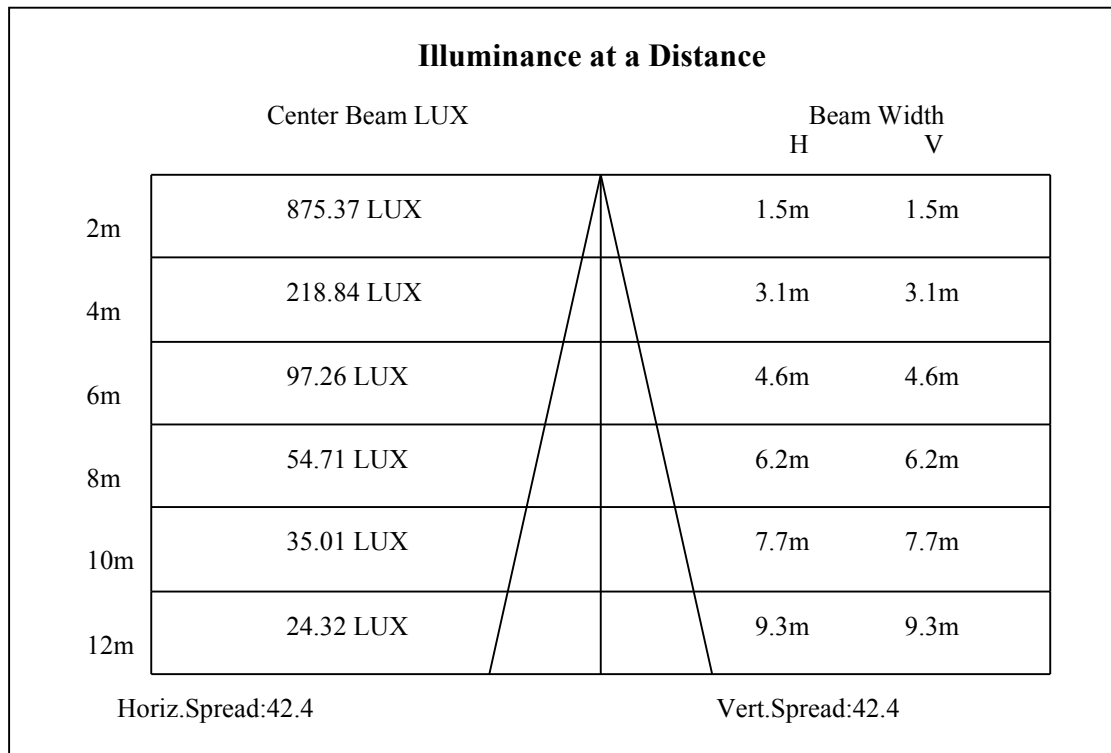 Illuminance at a Distance
Center Beam LUX Beam Width
H V
2m 875.37 LUX 1.5m 1.5m
4m 218.84 LUX 3.1m 3.1m
6m 97.26 LUX 4.6m 4.6m
8m 54.71 LUX 6.2m 6.2m
10m 35.01 LUX 7.7m 7.7m
12m 24.32 LUX 9.3m 9.3m
Horiz.Spread:42.4 Vert.Spread:42.4